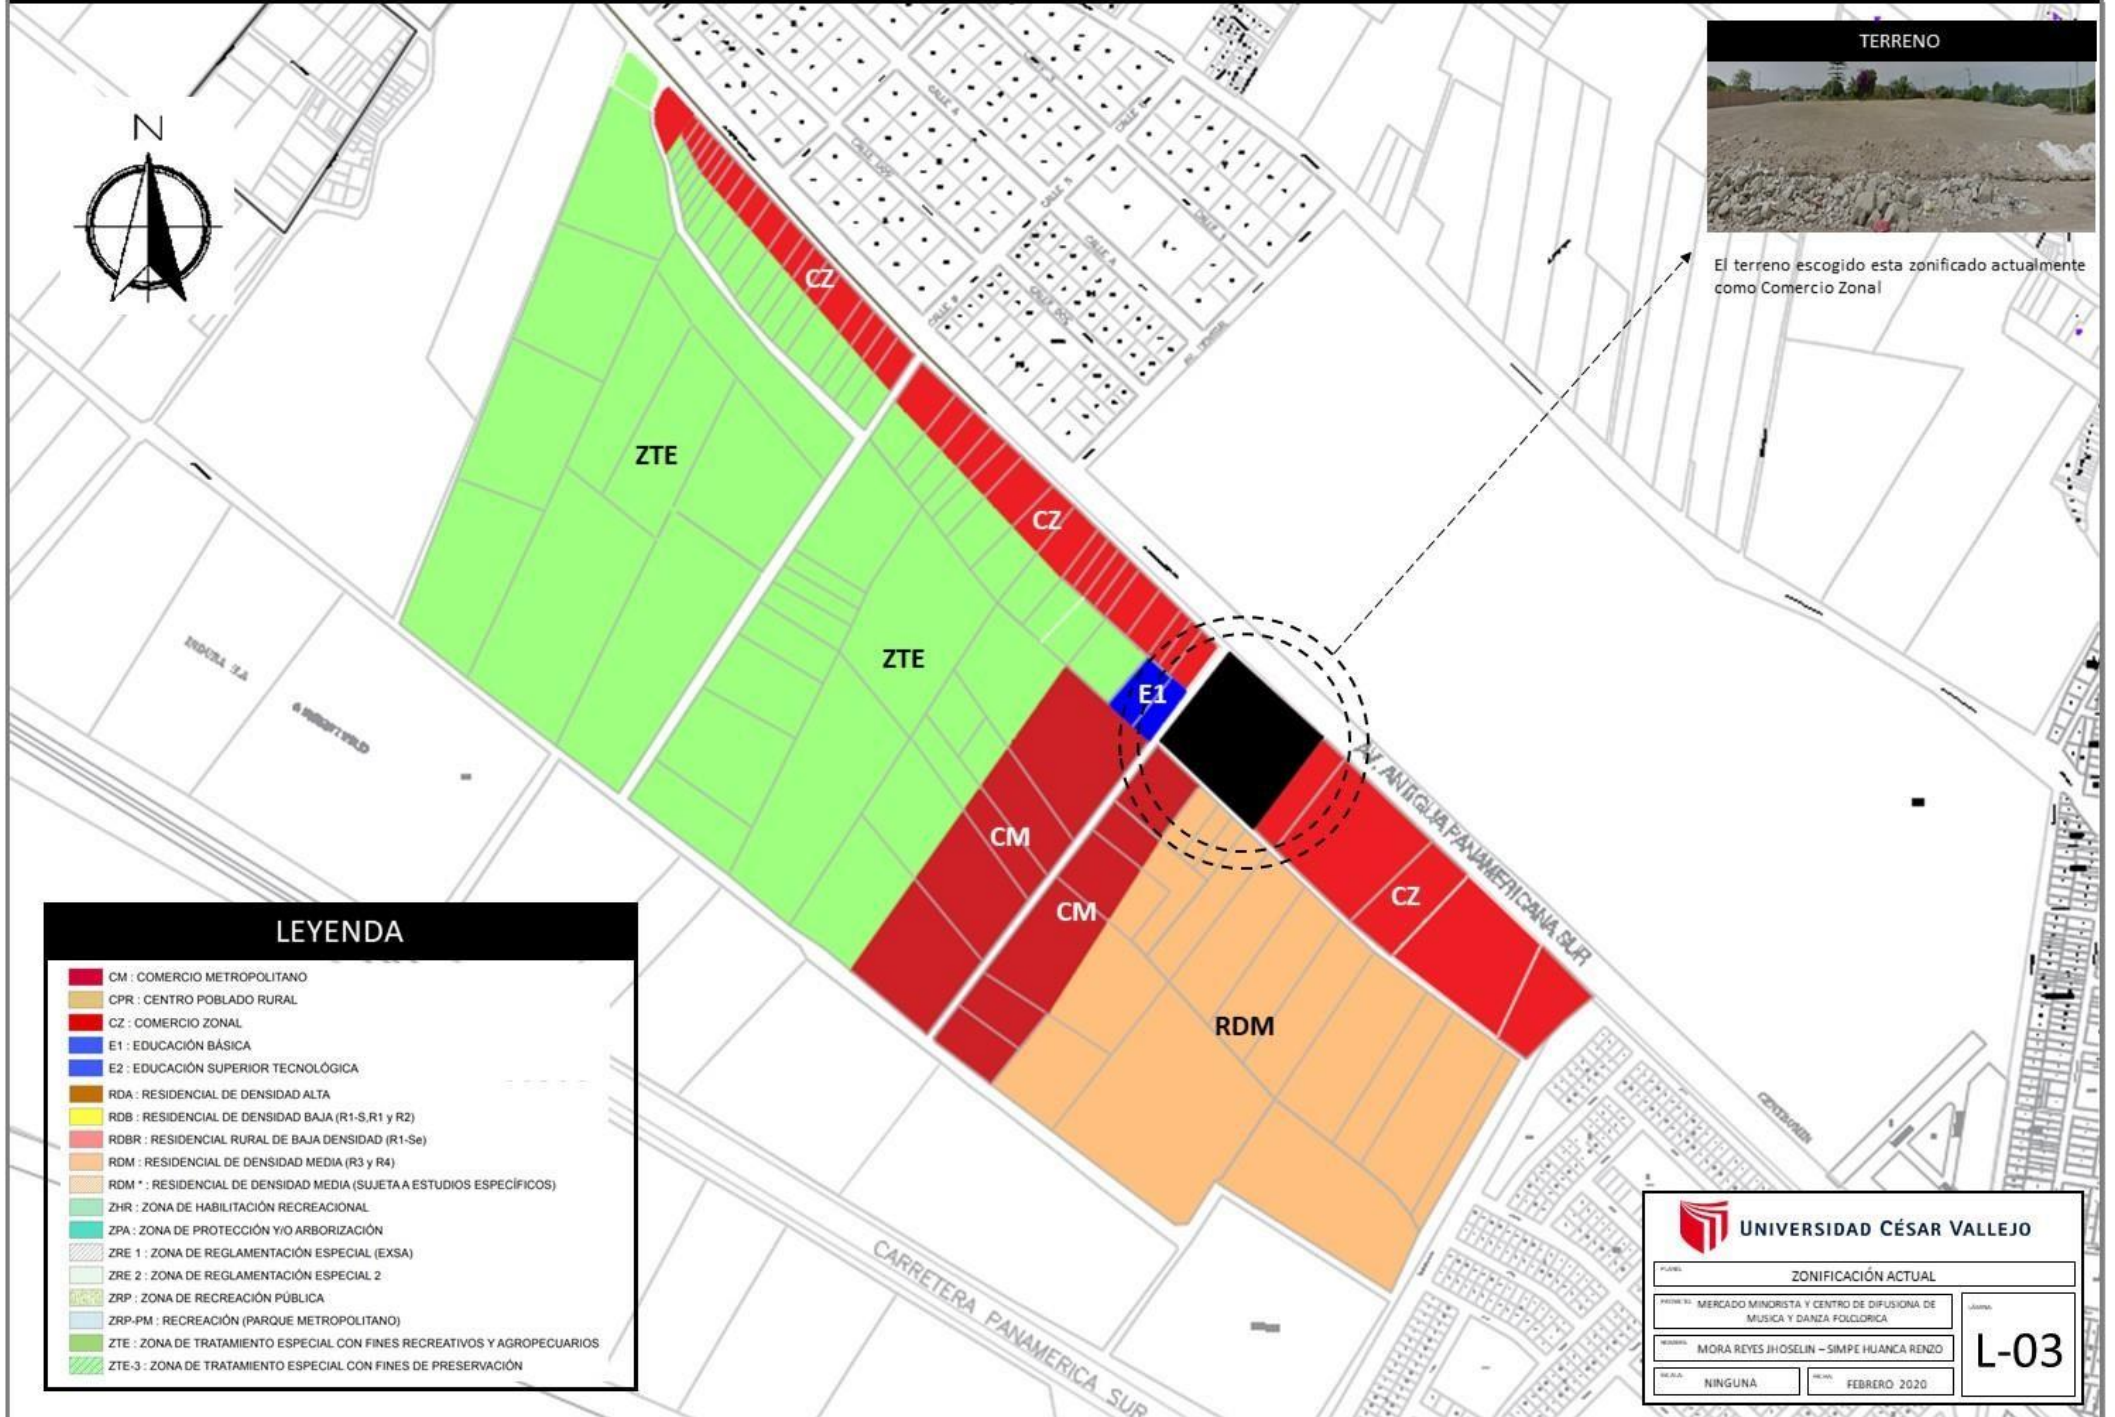 TERRENO
El terreno escogido esta zonificado actualmente
como Comercio Zonal
N
CALLE A
CALLE DOS
CALLE A
CALLE DOS
CZ
ZTE
CZ
ZTE
E1
CM
CM
CZ
RDM
AV. ANTIGUA PANAMERICANA SUR
CARRETERA PANAMERICA SUR
LEYENDA
CM : COMERCIO METROPOLITANO
CPR : CENTRO POBLADO RURAL
CZ : COMERCIO ZONAL
E1 : EDUCACIÓN BÁSICA
E2 : EDUCACIÓN SUPERIOR TECNOLÓGICA
RDA : RESIDENCIAL DE DENSIDAD ALTA
RDB : RESIDENCIAL DE DENSIDAD BAJA (R1-S,R1 y R2)
RDBR : RESIDENCIAL RURAL DE BAJA DENSIDAD (R1-Se)
RDM : RESIDENCIAL DE DENSIDAD MEDIA (R3 y R4)
RDM * : RESIDENCIAL DE DENSIDAD MEDIA (SUJETA A ESTUDIOS ESPECÍFICOS)
ZHR : ZONA DE HABILITACIÓN RECREACIONAL
ZPA : ZONA DE PROTECCIÓN Y/O ARBORIZACIÓN
ZRE 1 : ZONA DE REGLAMENTACIÓN ESPECIAL (EXSA)
ZRE 2 : ZONA DE REGLAMENTACIÓN ESPECIAL 2
ZRP : ZONA DE RECREACIÓN PÚBLICA
ZRP-PM : RECREACIÓN (PARQUE METROPOLITANO)
ZTE : ZONA DE TRATAMIENTO ESPECIAL CON FINES RECREATIVOS Y AGROPECUARIOS
ZTE-3 : ZONA DE TRATAMIENTO ESPECIAL CON FINES DE PRESERVACIÓN
UNIVERSIDAD CÉSAR VALLEJO
ZONIFICACIÓN ACTUAL
MERCADO MINORISTA Y CENTRO DE DIFUSIONA DE
MUSICA Y DANZA FOLCLORICA
MORA REYES JHOSELIN – SIMPE HUANCA RENZO
NINGUNA
FEBRERO 2020
L-03